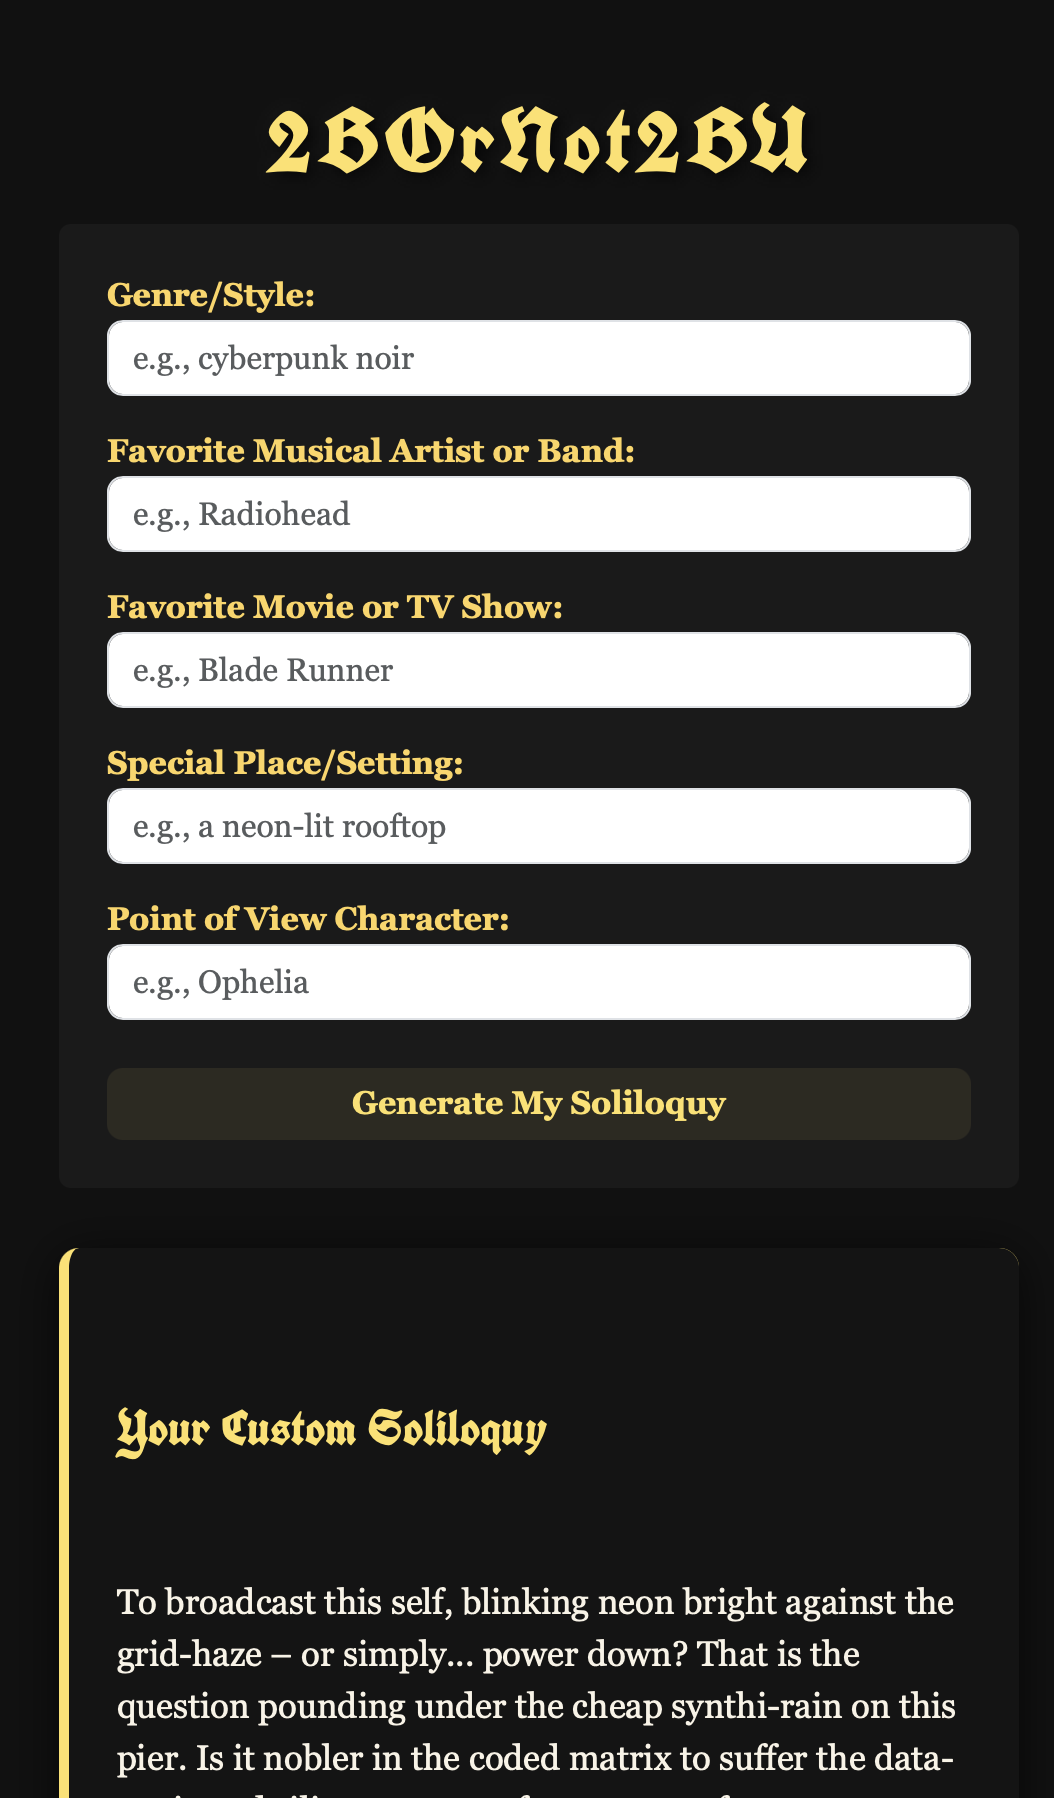 2BOrNot2BU
Genre/Style:
e.g., cyberpunk noir
Favorite Musical Artist or Band:
e.g., Radiohead
Favorite Movie or TV Show:
e.g., Blade Runner
Special Place/Setting:
e.g., a neon-lit rooftop
Point of View Character:
e.g., Ophelia
Generate My Soliloquy
Your Custom Soliloquy
To broadcast this self, blinking neon bright against the
grid-haze – or simply... power down? That is the
question pounding under the cheap synthi-rain on this
pier. Is it nobler in the coded matrix to suffer the data-